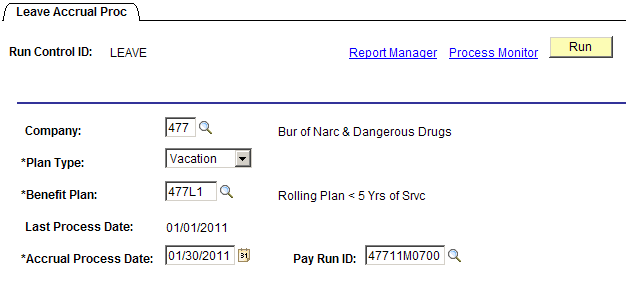 Leave Accrual Proc
Run Control ID: LEAVE Report Manager Process Monitor Run
Company: 477 Bur of Narc & Dangerous Drugs
*Plan Type: Vacation
*Benefit Plan: 477L1 Rolling Plan < 5 Yrs of Srvc
Last Process Date: 01/01/2011
*Accrual Process Date: 01/30/2011 31 Pay Run ID: 47711M0700